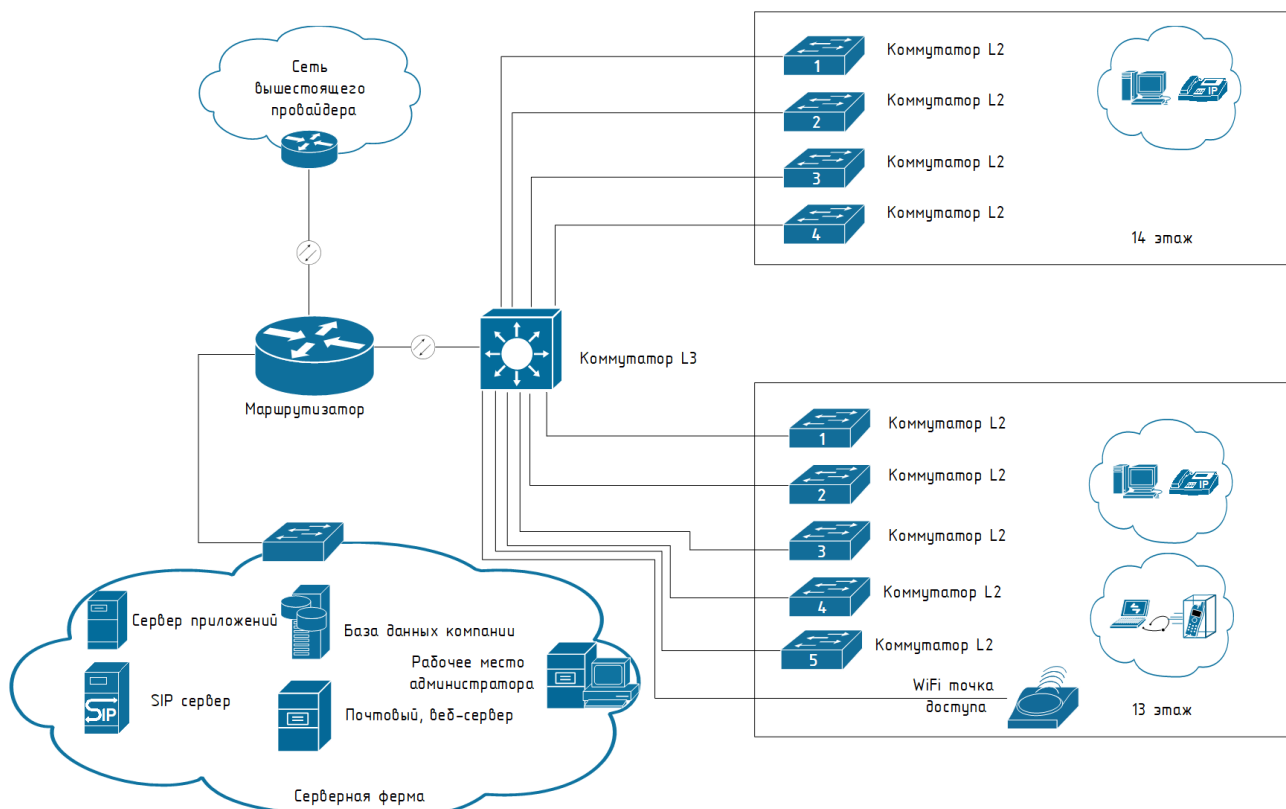 Сеть
вышестоящего
провайдера
Маршрутизатор
Коммутатор L3
1
Коммутатор L2
2
Коммутатор L2
3
Коммутатор L2
4
Коммутатор L2
IP
14 этаж
1
Коммутатор L2
2
Коммутатор L2
3
Коммутатор L2
4
Коммутатор L2
5
Коммутатор L2
IP
WiFi точка
доступа
13 этаж
Сервер приложений
База данных компании
Рабочее место
администратора
SIP
SIP сервер
Почтовый, веб-сервер
Серверная ферма